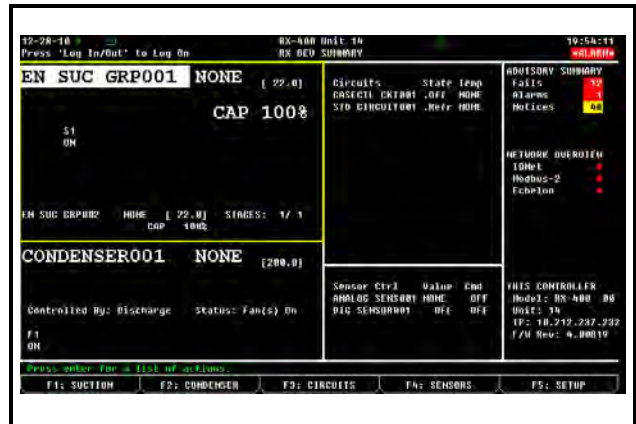 12-28-10 RX-400 Unit 14 19:54:11
Press 'Log In/Out' to Log On RX DEV SUMMARY *ALARM*
EN SUC GRP001 NONE [ 22.0]
CAP 100%
S1
ON
EN SUC GRP002 NONE [ 22.0] STAGES: 1/ 1
CAP 100%
CONDENSER001 NONE [200.0]
Controlled By: Discharge Status: Fan(s) On
F1
ON
Circuits State Temp
CASECTL CKT001 .OFF NONE
STD CIRCUIT001 .Refr NONE
Sensor Ctrl Value Cmd
ANALOG SENS001 NONE OFF
DIG SENSOR001 OFF OFF
ADVISORY SUMMARY
Fails 12
Alarms 1
Notices 40
NETWORK OVERVIEW
IONet
Modbus-2
Echelon
THIS CONTROLLER
Model: RX-400 00
Unit: 14
IP: 10.212.237.232
F/W Rev: 4.00B19
Press enter for a list of actions.
F1: SUCTION F2: CONDENSER F3: CIRCUITS F4: SENSORS F5: SETUP